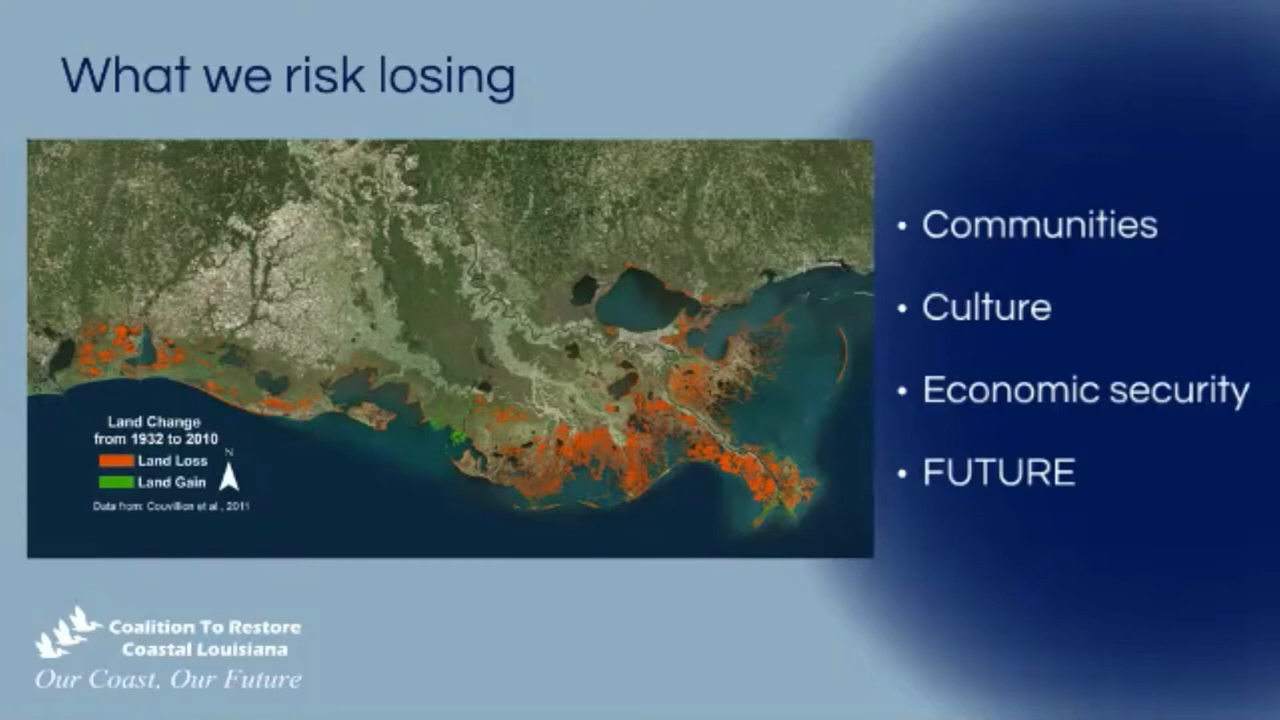 What we risk losing
Land Change
from 1932 to 2010
N
Land Loss
Land Gain
Data from: Couvillion et al., 2011
• Communities
• Culture
• Economic security
• FUTURE
Coalition To Restore
Coastal Louisiana
Our Coast, Our Future